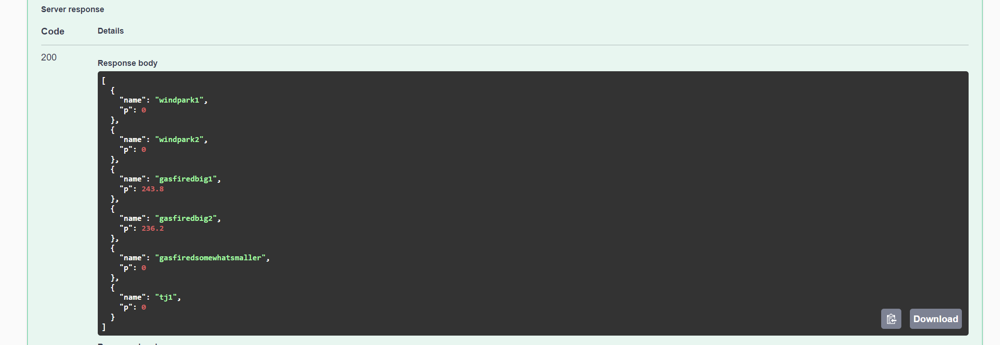 Server response
Code Details
200
Response body
[
  {
    "name": "windpark1",
    "p": 0
  },
  {
    "name": "windpark2",
    "p": 0
  },
  {
    "name": "gasfiredbig1",
    "p": 243.8
  },
  {
    "name": "gasfiredbig2",
    "p": 236.2
  },
  {
    "name": "gasfiredsomewhatsmaller",
    "p": 0
  },
  {
    "name": "tj1",
    "p": 0
  }
]
Download